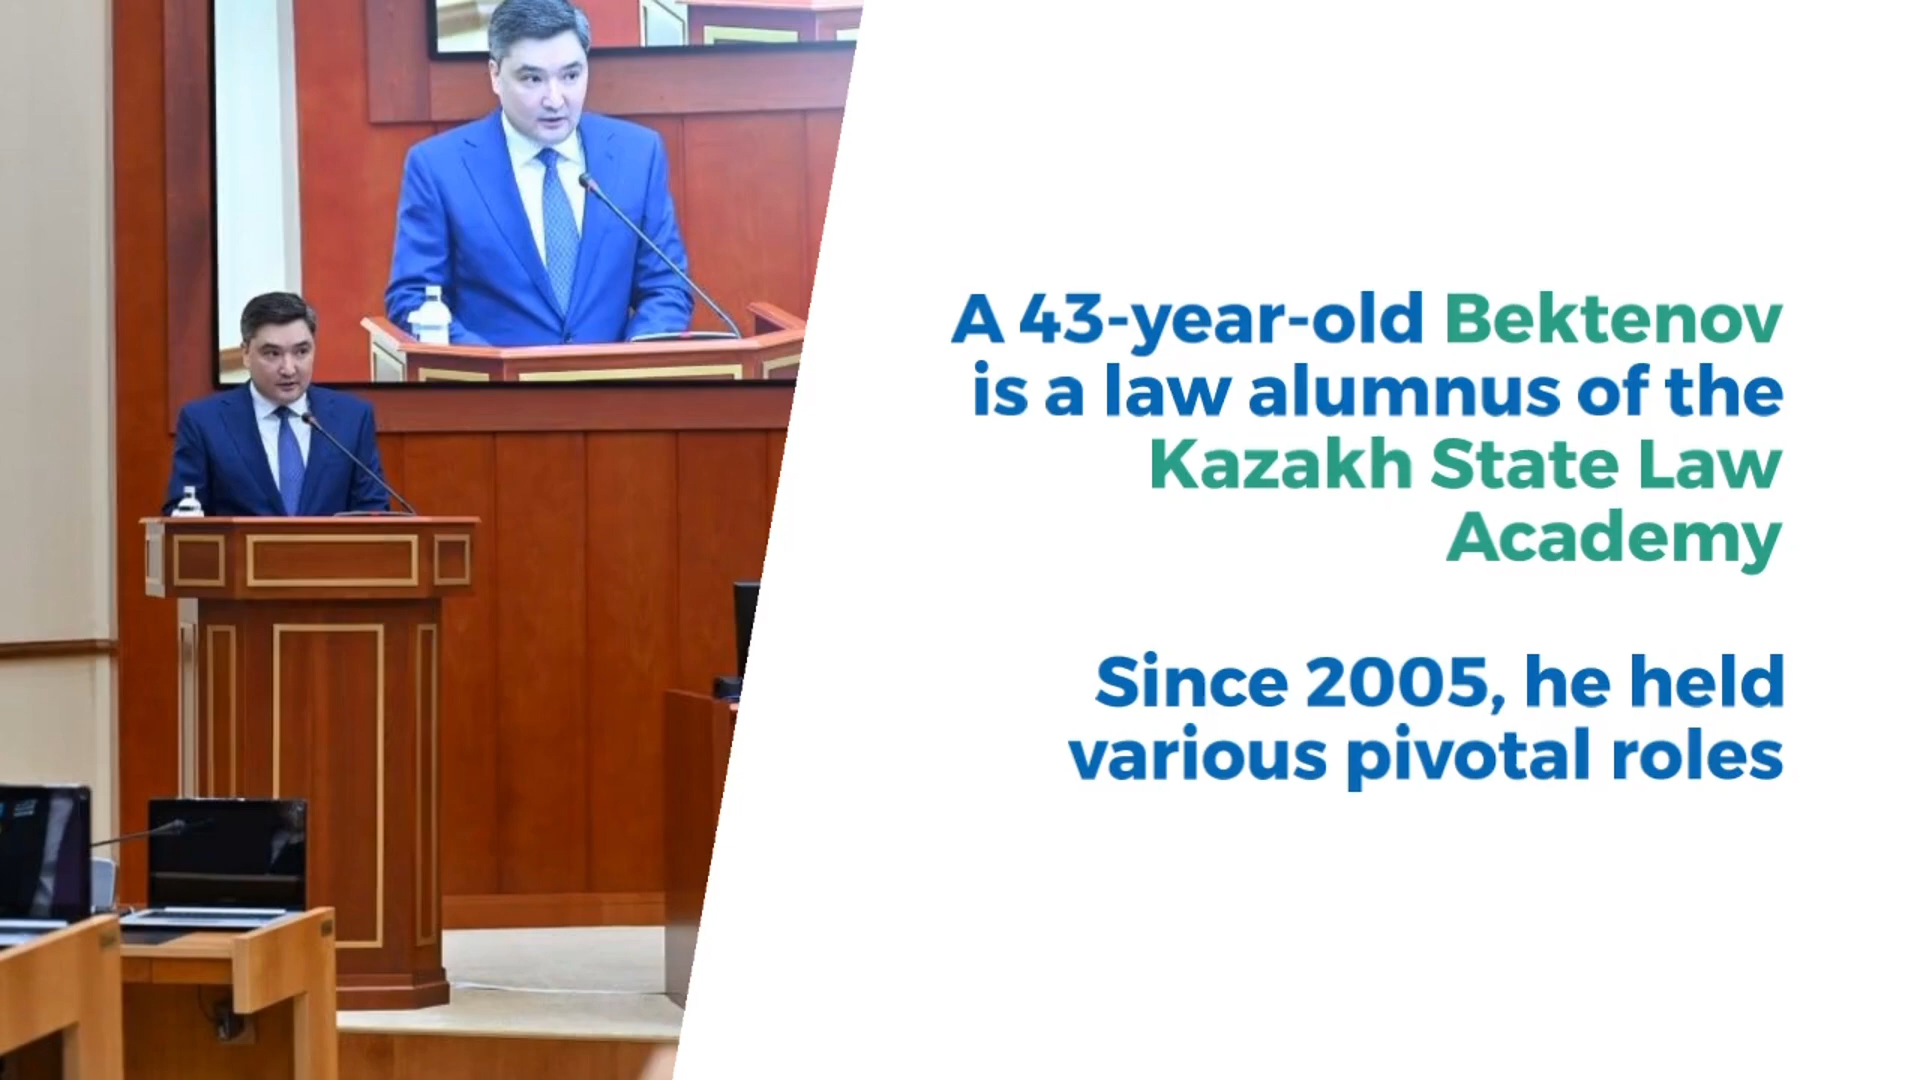 A 43-year-old Bektenov
is a law alumnus of the
Kazakh State Law
Academy
Since 2005, he held
various pivotal roles